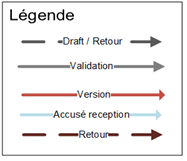 Légende
Draft / Retour
Validation
Version
Accusé reception
Retour